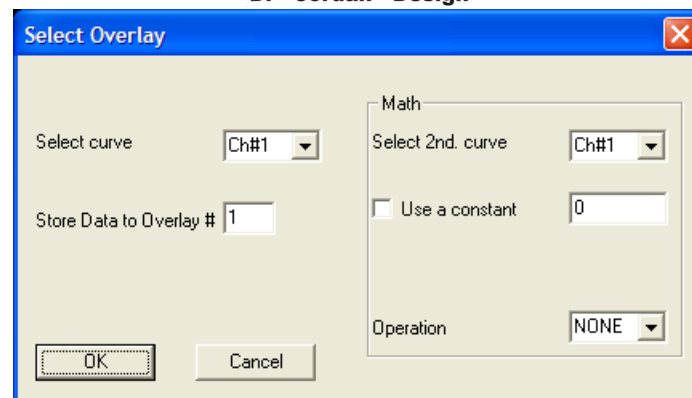 Select Overlay
Select curve
Ch#1
Store Data to Overlay #
1
Math
Select 2nd. curve
Ch#1
Use a constant
0
Operation
NONE
OK
Cancel